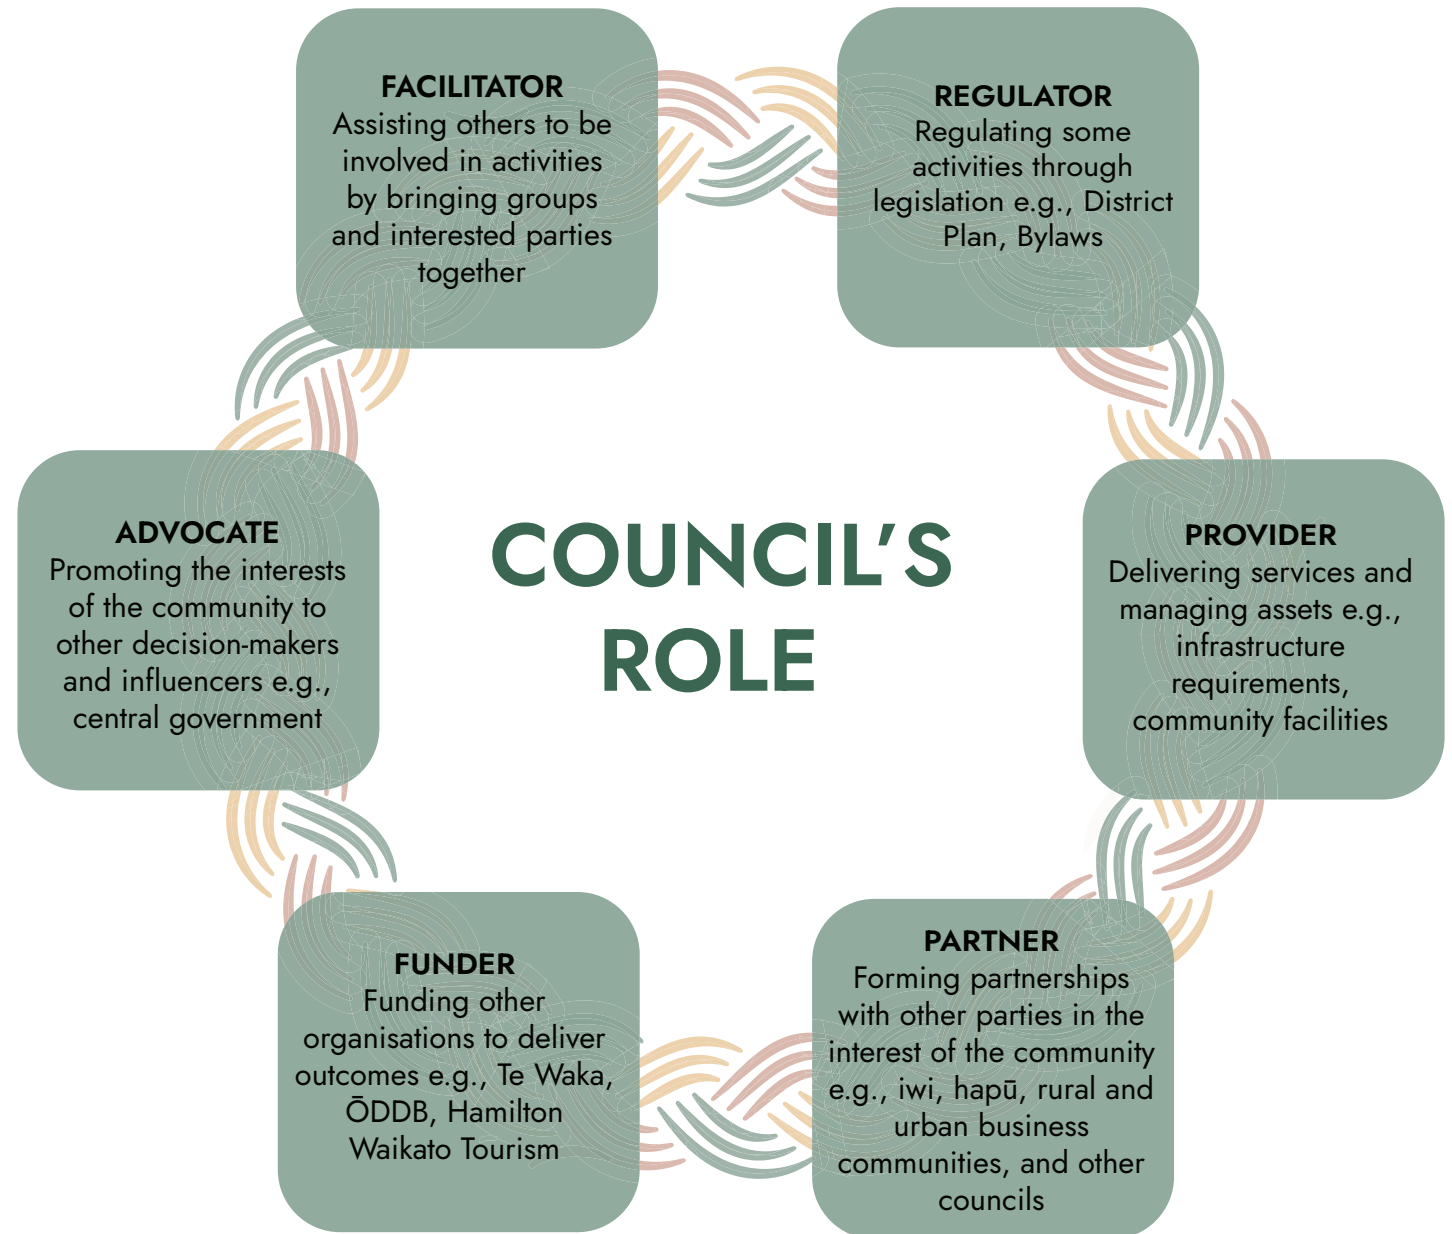 FACILITATOR
Assisting others to be
involved in activities
by bringing groups
and interested parties
together
REGULATOR
Regulating some
activities through
legislation e.g., District
Plan, Bylaws
ADVOCATE
Promoting the interests
of the community to
other decision-makers
and influencers e.g.,
central government
COUNCIL’S
ROLE
PROVIDER
Delivering services and
managing assets e.g.,
infrastructure
requirements,
community facilities
FUNDER
Funding other
organisations to deliver
outcomes e.g., Te Waka,
ŌDDB, Hamilton
Waikato Tourism
PARTNER
Forming partnerships
with other parties in the
interest of the community
e.g., iwi, hapū, rural and
urban business
communities, and other
councils